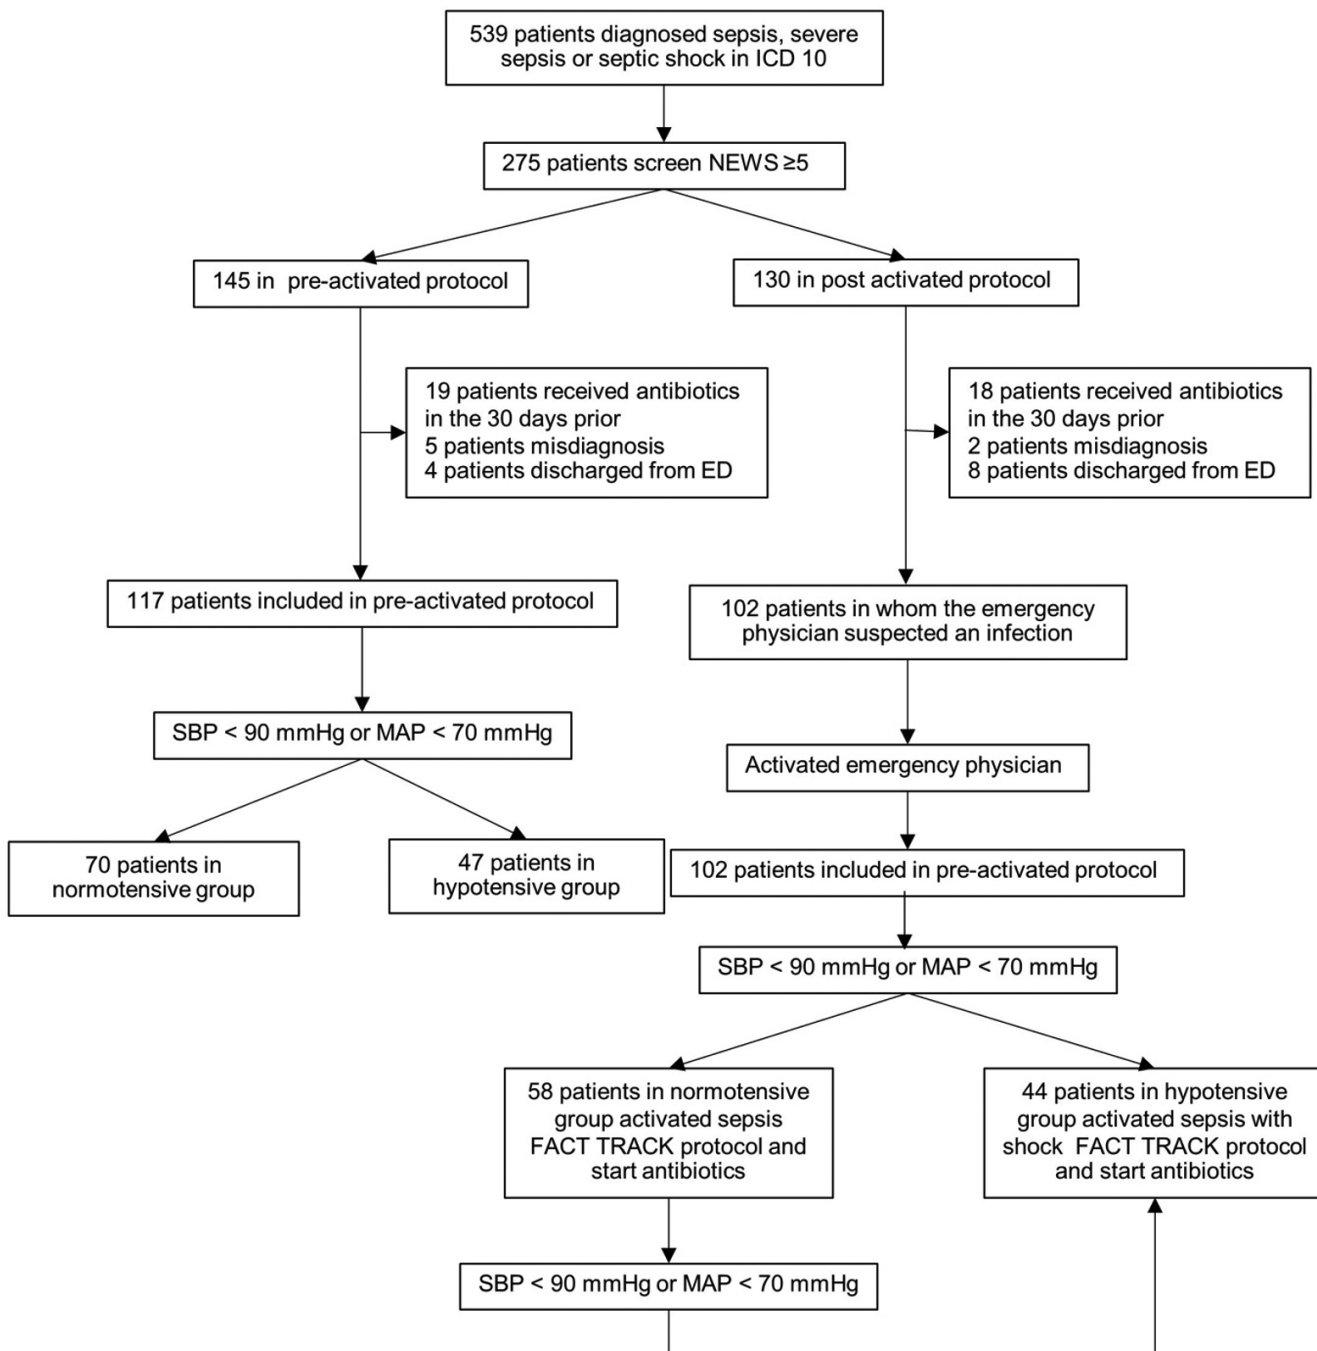 539 patients diagnosed sepsis, severe
sepsis or septic shock in ICD 10
275 patients screen NEWS ≥5
145 in pre-activated protocol
130 in post activated protocol
19 patients received antibiotics
in the 30 days prior
5 patients misdiagnosis
4 patients discharged from ED
18 patients received antibiotics
in the 30 days prior
2 patients misdiagnosis
8 patients discharged from ED
117 patients included in pre-activated protocol
102 patients in whom the emergency
physician suspected an infection
SBP < 90 mmHg or MAP < 70 mmHg
Activated emergency physician
70 patients in
normotensive group
47 patients in
hypotensive group
102 patients included in pre-activated protocol
SBP < 90 mmHg or MAP < 70 mmHg
58 patients in normotensive
group activated sepsis
FACT TRACK protocol and
start antibiotics
44 patients in hypotensive
group activated sepsis with
shock FACT TRACK protocol
and start antibiotics
SBP < 90 mmHg or MAP < 70 mmHg